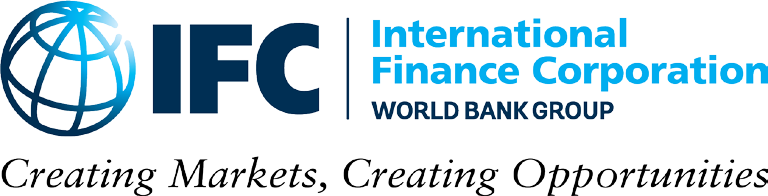 IFC
International
Finance Corporation
WORLD BANK GROUP
Creating Markets, Creating Opportunities